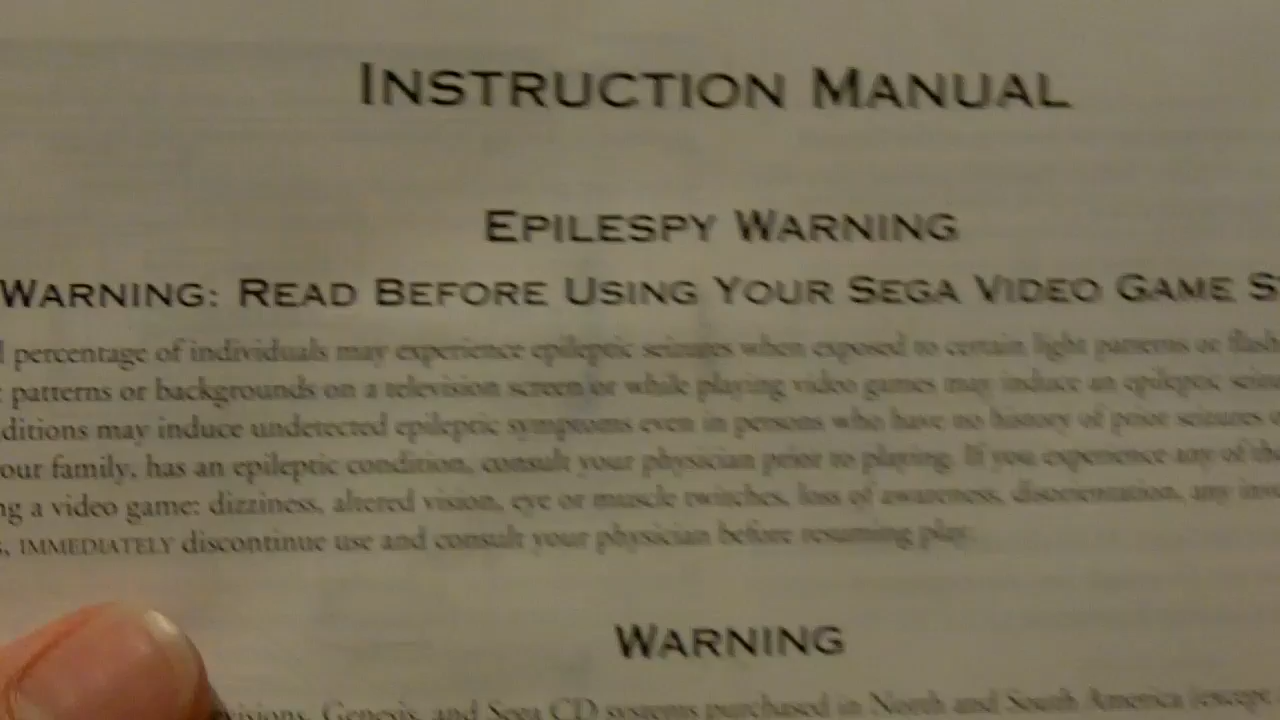 INSTRUCTION MANUAL
EPILESPY WARNING
WARNING: READ BEFORE USING YOUR SEGA VIDEO GAME S
l percentage of individuals may experience epileptic seizures when exposed to certain light patterns or flash
patterns or backgrounds on a television screen or while playing video games may induce an epileptic seiz
ditions may induce undetected epileptic symptoms even in persons who have no history of prior seizures
our family, has an epileptic condition, consult your physician prior to playing. If you experience any of the
ng a video game: dizziness, altered vision, eye or muscle twitches, loss of awareness, disorientation, any inv
s, IMMEDIATELY discontinue use and consult your physician before resuming play.
WARNING
visions, Genesis, and Sega CD systems purchased in North and South America (except